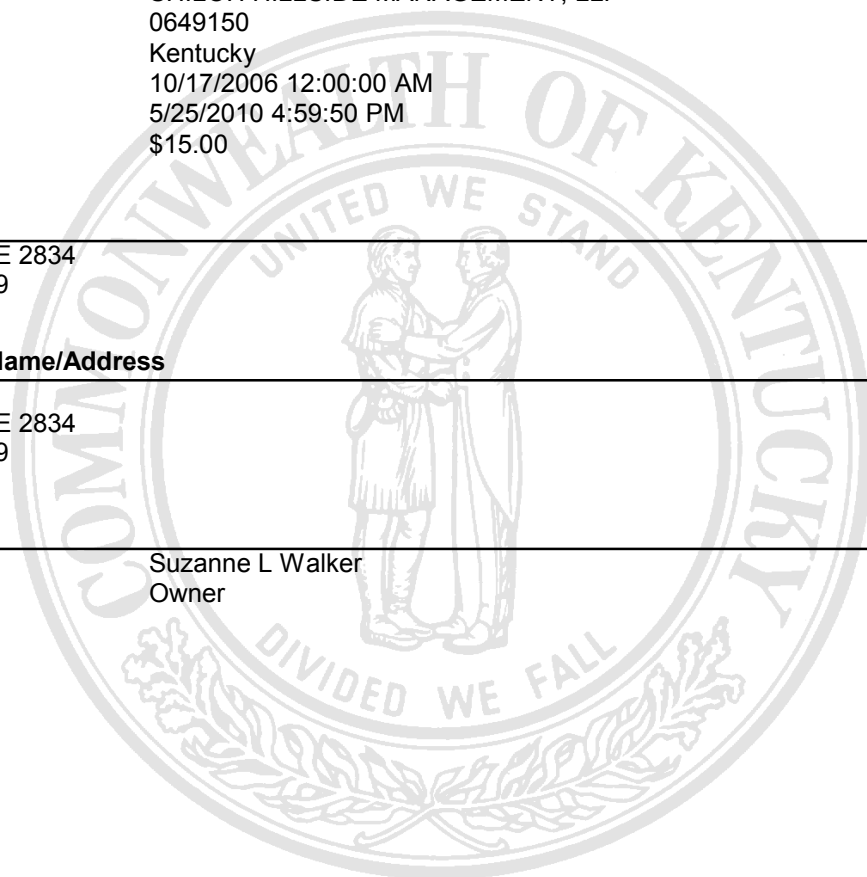 0649150
Kentucky
10/17/2006 12:00:00 AM
5/25/2010 4:59:50 PM
$15.00
COMMONWEALTH OF KENTUCKY
UNITED WE STAND
E 2834
9
Name/Address
E 2834
9
Suzanne L Walker
Owner
DIVIDED WE FALL